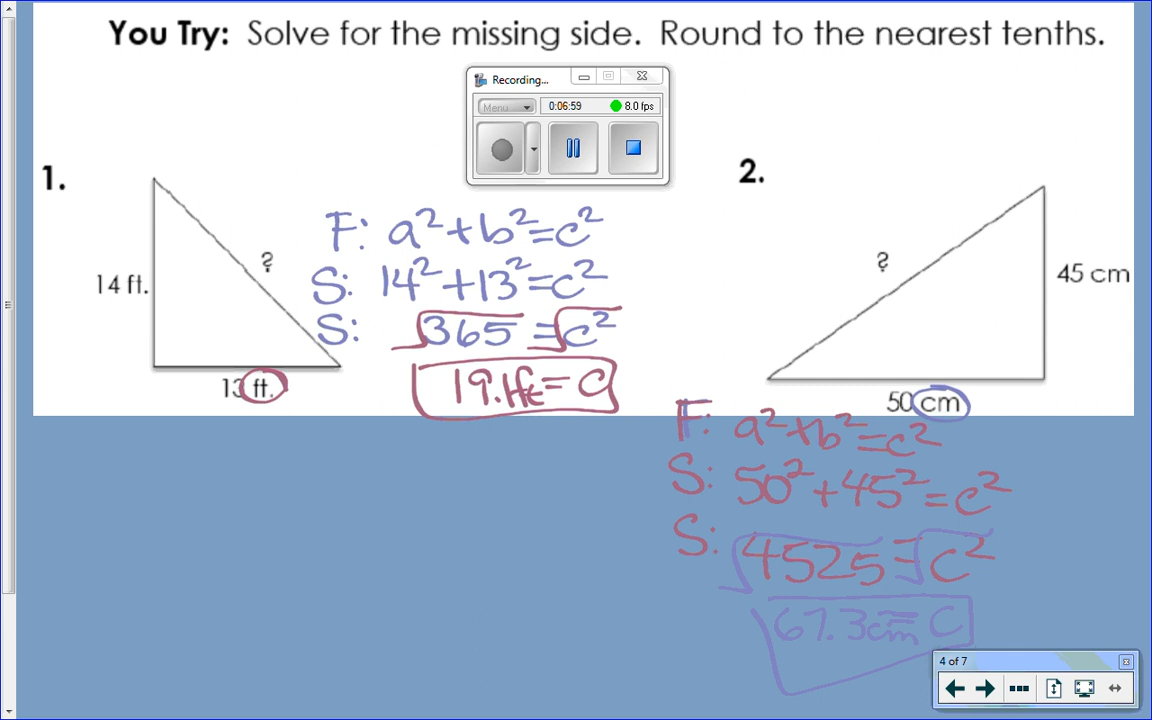 You Try: Solve for the missing side. Round to the nearest tenths.
Recording...
Menu
0:06:59
8.0 fps
1.
14 ft.
?
13 ft.
F: a²+b²=c²
S: 14²+13²=c²
S: √365 = √c²
19.1ft = c
2.
?
45 cm
50 cm
F: a²+b²=c²
S: 50²+45²=c²
S: √4525 = √c²
67.3cm = c
4 of 7